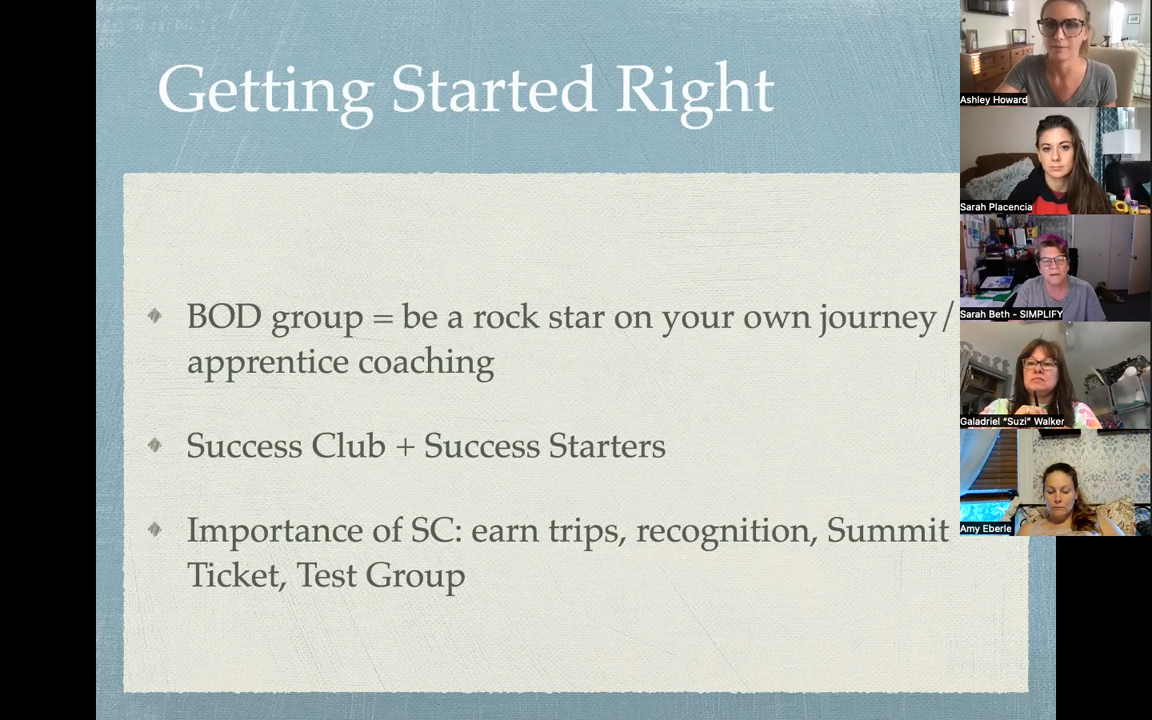 Getting Started Right
BOD group = be a rock star on your own journey/
apprentice coaching
Success Club + Success Starters
Importance of SC: earn trips, recognition, Summit
Ticket, Test Group
Ashley Howard
Sarah Placencia
Sarah Beth - SIMPLIFY
Galadriel “Suzi” Walker
Amy Eberle